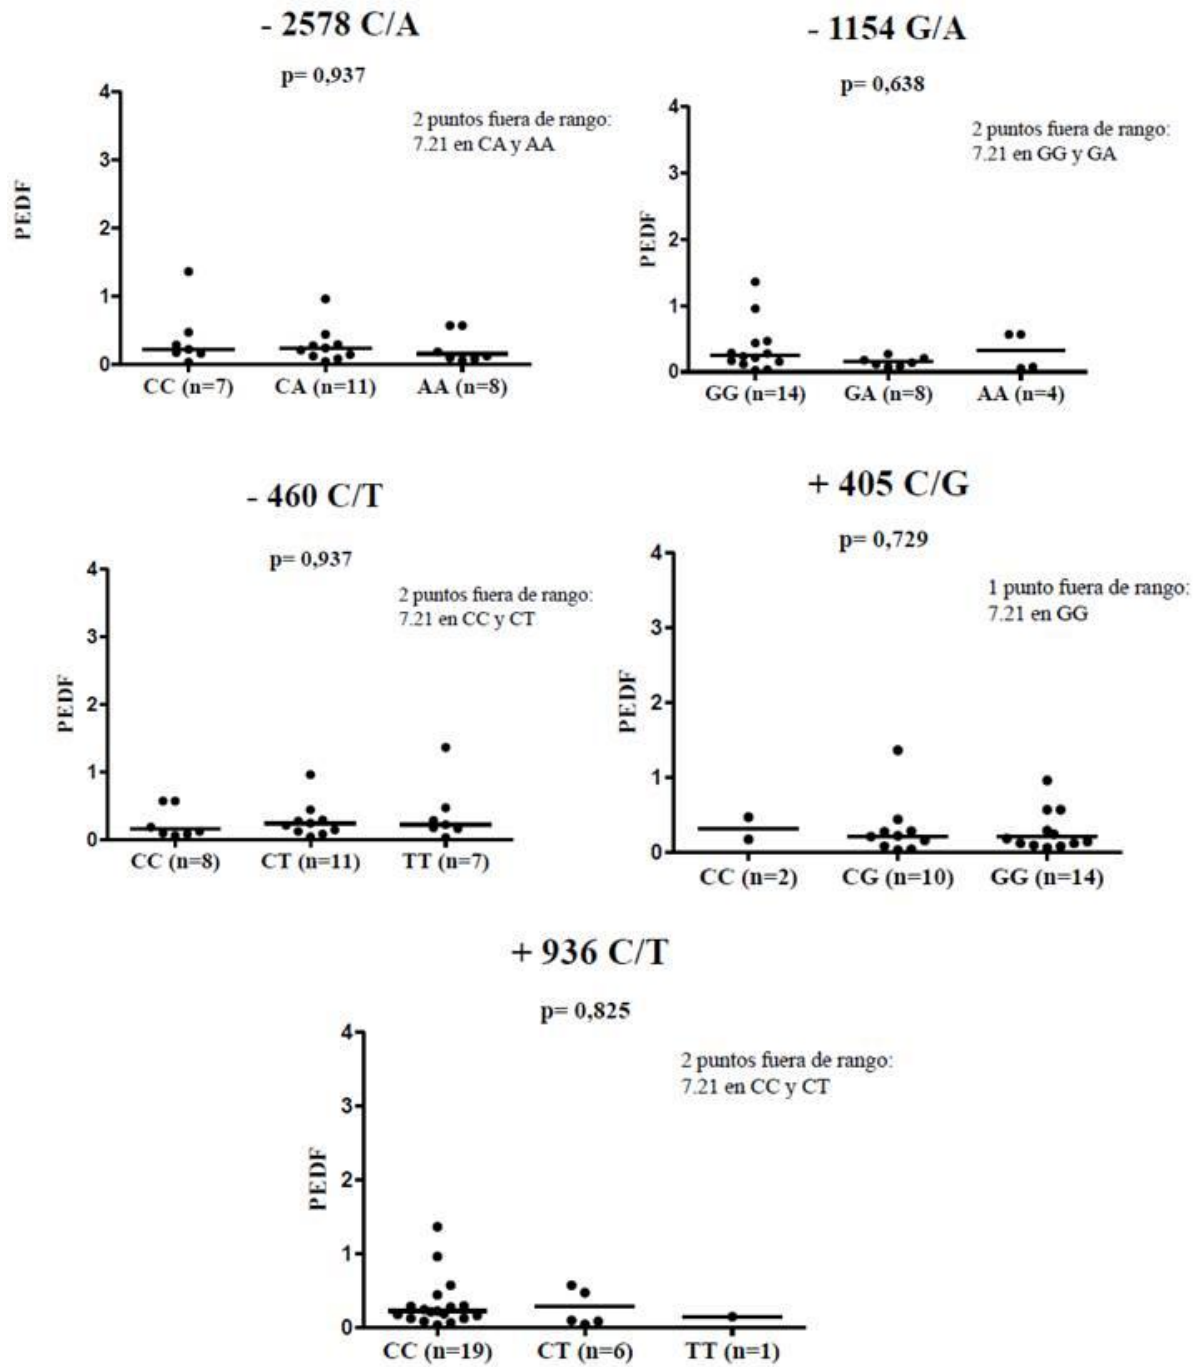 - 2578 C/A
p= 0,937
2 puntos fuera de rango:
7.21 en CA y AA
PEDF
4
3
2
1
0
CC (n=7) CA (n=11) AA (n=8)
- 1154 G/A
p= 0,638
2 puntos fuera de rango:
7.21 en GG y GA
PEDF
4
3
2
1
0
GG (n=14) GA (n=8) AA (n=4)
- 460 C/T
p= 0,937
2 puntos fuera de rango:
7.21 en CC y CT
PEDF
4
3
2
1
0
CC (n=8) CT (n=11) TT (n=7)
+ 405 C/G
p= 0,729
1 punto fuera de rango:
7.21 en GG
PEDF
4
3
2
1
0
CC (n=2) CG (n=10) GG (n=14)
+ 936 C/T
p= 0,825
2 puntos fuera de rango:
7.21 en CC y CT
PEDF
4
3
2
1
0
CC (n=19) CT (n=6) TT (n=1)